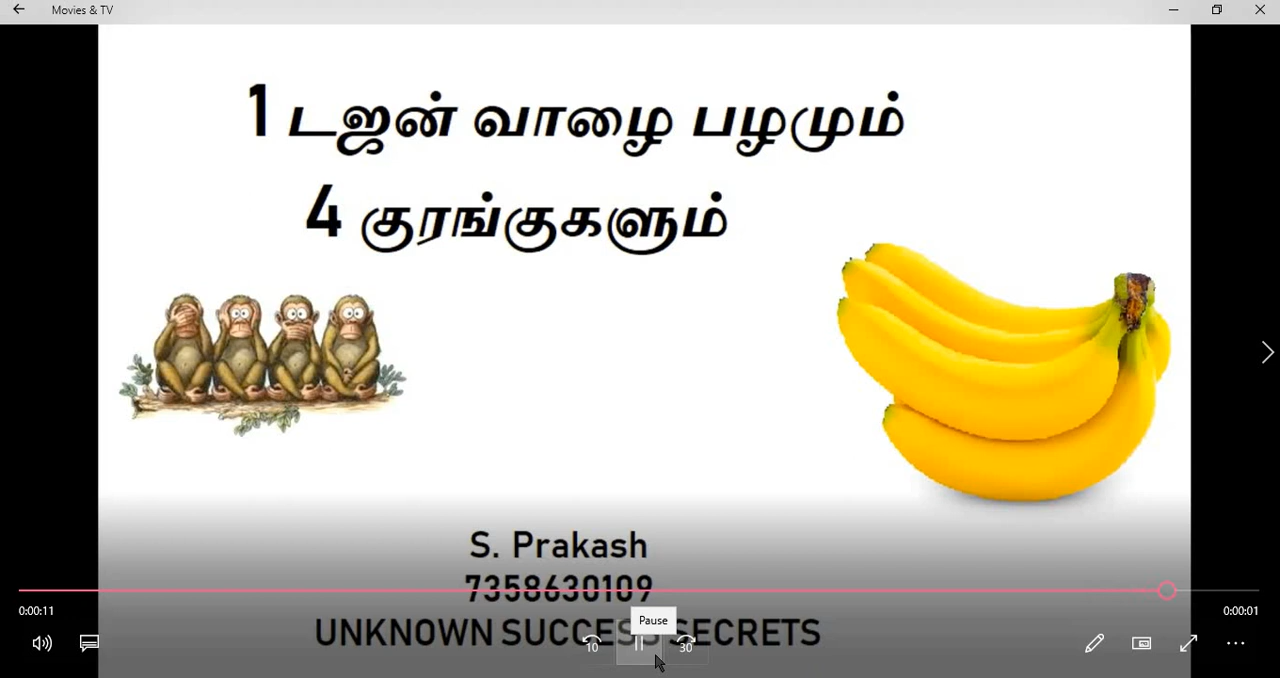 Movies & TV
1 டஜன் வாழை பழமும்
4 குரங்குகளும்
S. Prakash
7358630109
0:00:11
0:00:01
Pause
UNKNOWN SUCCESS SECRETS
10
30